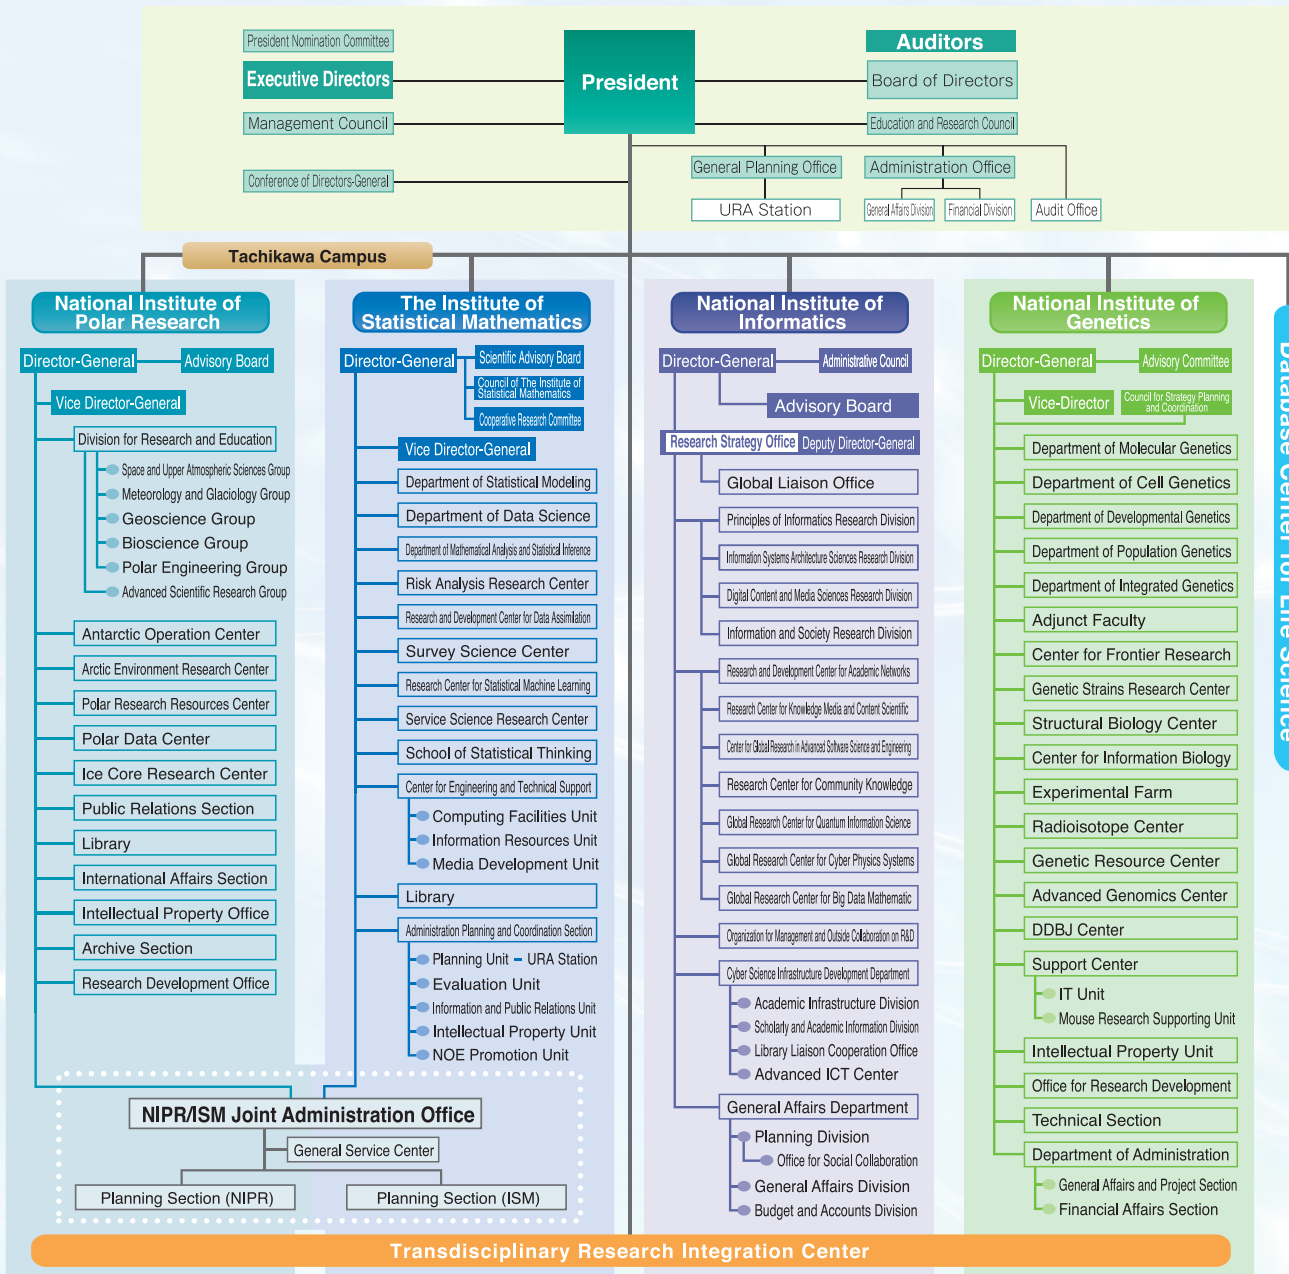 President Nomination Committee
Executive Directors
Management Council
Conference of Directors-General
President
Auditors
Board of Directors
Education and Research Council
General Planning Office
Administration Office
URA Station
General Affairs Division
Financial Division
Audit Office
Tachikawa Campus
National Institute of
Polar Research
Director-General
Advisory Board
Vice Director-General
Division for Research and Education
Space and Upper Atmospheric Sciences Group
Meteorology and Glaciology Group
Geoscience Group
Bioscience Group
Polar Engineering Group
Advanced Scientific Research Group
Antarctic Operation Center
Arctic Environment Research Center
Polar Research Resources Center
Polar Data Center
Ice Core Research Center
Public Relations Section
Library
International Affairs Section
Intellectual Property Office
Archive Section
Research Development Office
The Institute of
Statistical Mathematics
Director-General
Scientific Advisory Board
Council of The Institute of
Statistical Mathematics
Cooperative Research Committee
Vice Director-General
Department of Statistical Modeling
Department of Data Science
Department of Mathematical Analysis and Statistical Inference
Risk Analysis Research Center
Research and Development Center for Data Assimilation
Survey Science Center
Research Center for Statistical Machine Learning
Service Science Research Center
School of Statistical Thinking
Center for Engineering and Technical Support
Computing Facilities Unit
Information Resources Unit
Media Development Unit
Library
Administration Planning and Coordination Section
Planning Unit – URA Station
Evaluation Unit
Information and Public Relations Unit
Intellectual Property Unit
NOE Promotion Unit
NIPR/ISM Joint Administration Office
General Service Center
Planning Section (NIPR)
Planning Section (ISM)
National Institute of
Informatics
Director-General
Administrative Council
Advisory Board
Research Strategy Office Deputy Director-General
Global Liaison Office
Principles of Informatics Research Division
Information Systems Architecture Sciences Research Division
Digital Content and Media Sciences Research Division
Information and Society Research Division
Research and Development Center for Academic Networks
Research Center for Knowledge Media and Content Scientific
Center for Global Research in Advanced Software Science and Engineering
Research Center for Community Knowledge
Global Research Center for Quantum Information Science
Global Research Center for Cyber Physics Systems
Global Research Center for Big Data Mathematic
Organization for Management and Outside Collaboration on R&D
Cyber Science Infrastructure Development Department
Academic Infrastructure Division
Scholarly and Academic Information Division
Library Liaison Cooperation Office
Advanced ICT Center
General Affairs Department
Planning Division
Office for Social Collaboration
General Affairs Division
Budget and Accounts Division
National Institute of
Genetics
Director-General
Advisory Committee
Vice-Director
Council for Strategy Planning
and Coordination
Department of Molecular Genetics
Department of Cell Genetics
Department of Developmental Genetics
Department of Population Genetics
Department of Integrated Genetics
Adjunct Faculty
Center for Frontier Research
Genetic Strains Research Center
Structural Biology Center
Center for Information Biology
Experimental Farm
Radioisotope Center
Genetic Resource Center
Advanced Genomics Center
DDBJ Center
Support Center
IT Unit
Mouse Research Supporting Unit
Intellectual Property Unit
Office for Research Development
Technical Section
Department of Administration
General Affairs and Project Section
Financial Affairs Section
Database Center for Life Science
Transdisciplinary Research Integration Center